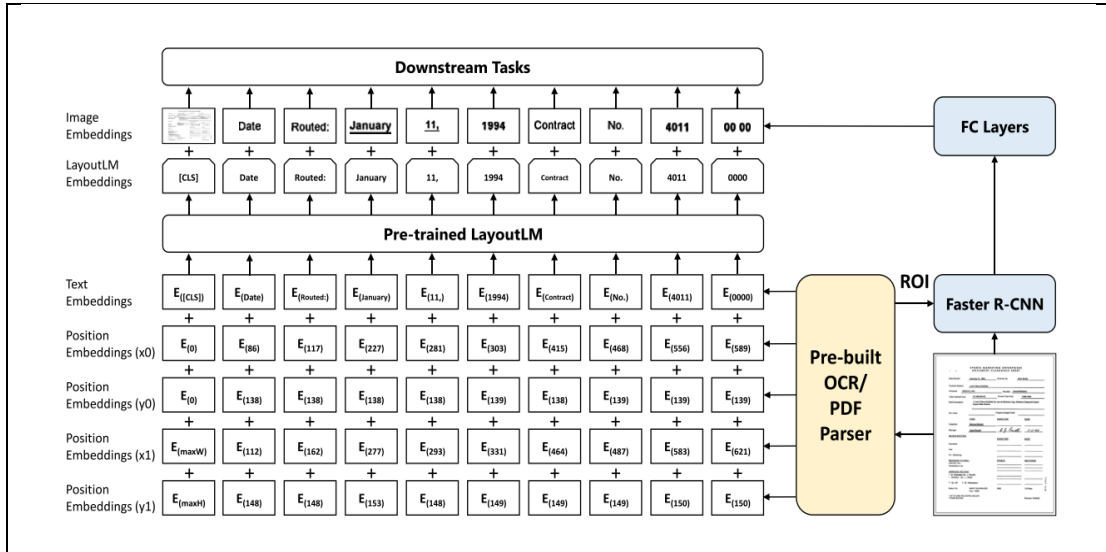 Downstream Tasks
Image Embeddings
Date Routed: January 11, 1994 Contract No. 4011 00 00
FC Layers
LayoutLM Embeddings
[CLS] Date Routed: January 11, 1994 Contract No. 4011 0000
+ + + + + + + + + +
Pre-trained LayoutLM
Text Embeddings
E([CLS]) E(Date) E(Routed:) E(January) E(11,) E(1994) E(Contract) E(No.) E(4011) E(0000)
ROI
Faster R-CNN
+ + + + + + + + + +
Position Embeddings (x0)
E(0) E(86) E(117) E(227) E(281) E(303) E(415) E(468) E(556) E(589)
+ + + + + + + + + +
Position Embeddings (y0)
E(0) E(138) E(138) E(138) E(138) E(139) E(138) E(139) E(139) E(139)
Pre-built
OCR/
PDF
Parser
+ + + + + + + + + +
Position Embeddings (x1)
E(maxW) E(112) E(162) E(277) E(293) E(331) E(464) E(487) E(583) E(621)
+ + + + + + + + + +
Position Embeddings (y1)
E(maxH) E(148) E(148) E(153) E(148) E(149) E(149) E(149) E(150) E(150)